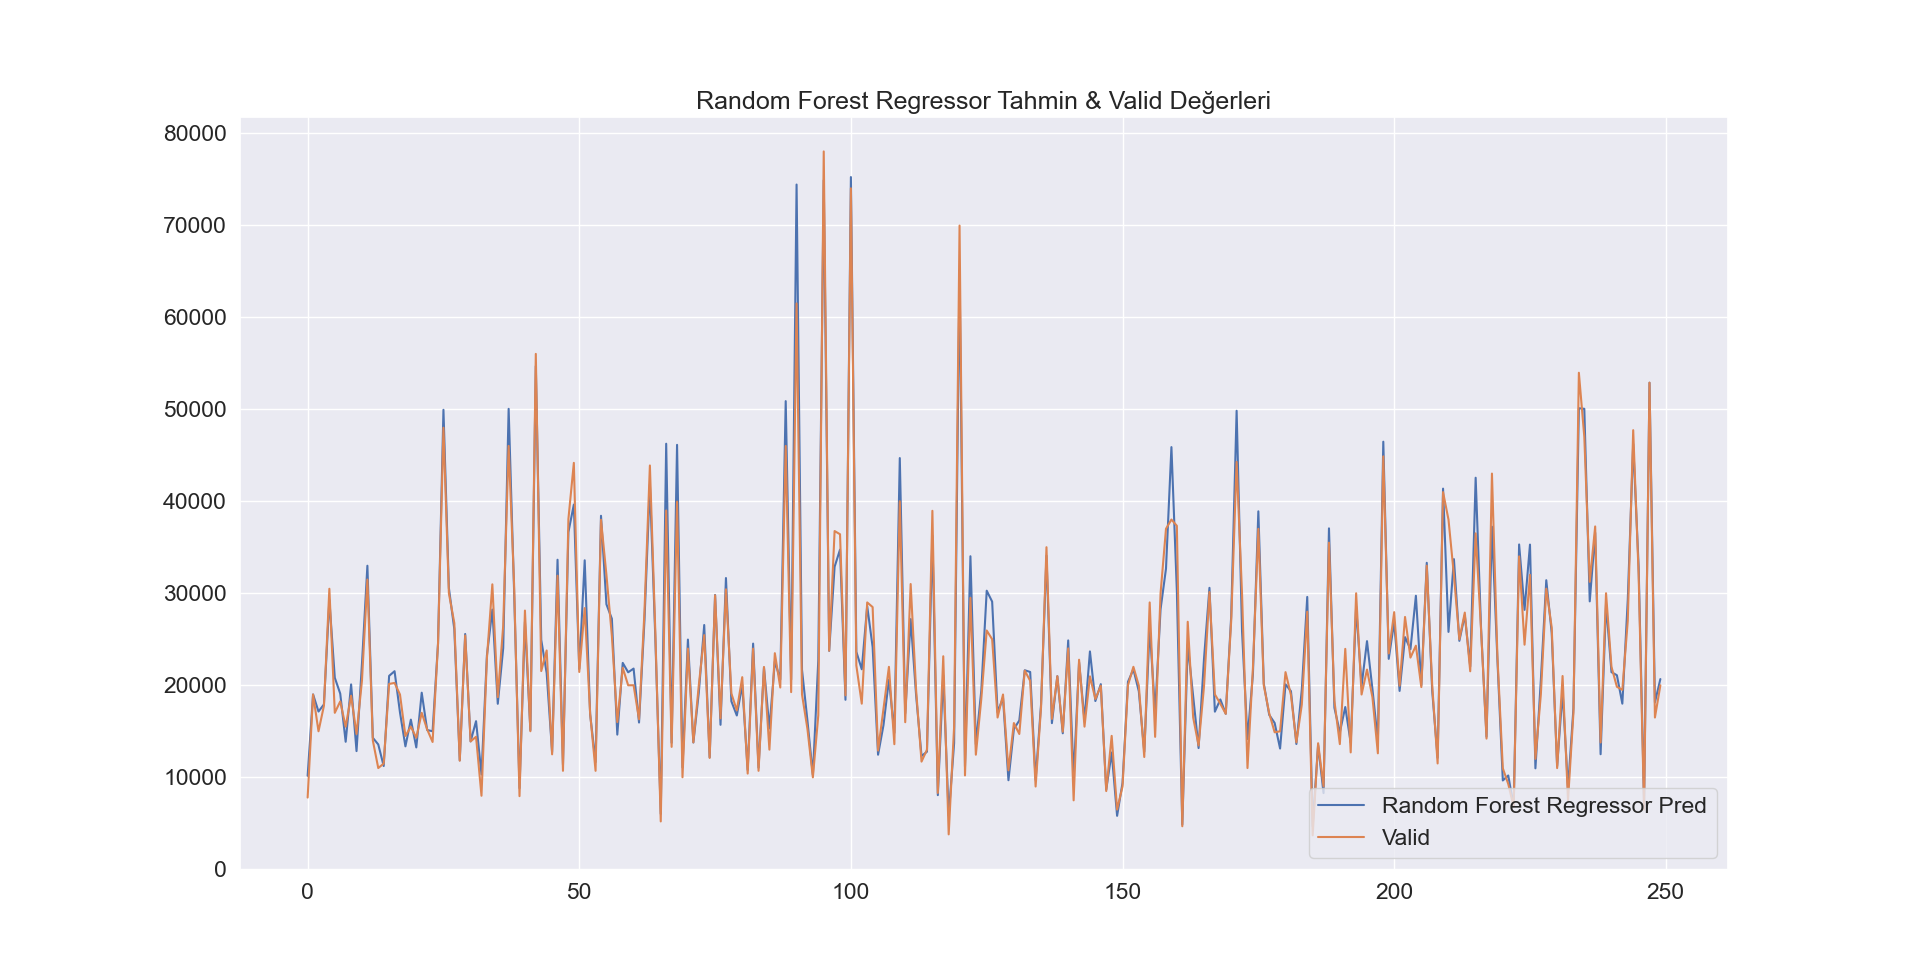 Random Forest Regressor Tahmin & Valid Değerleri
80000
70000
60000
50000
40000
30000
20000
10000
0
Random Forest Regressor Pred
Valid
0 50 100 150 200 250